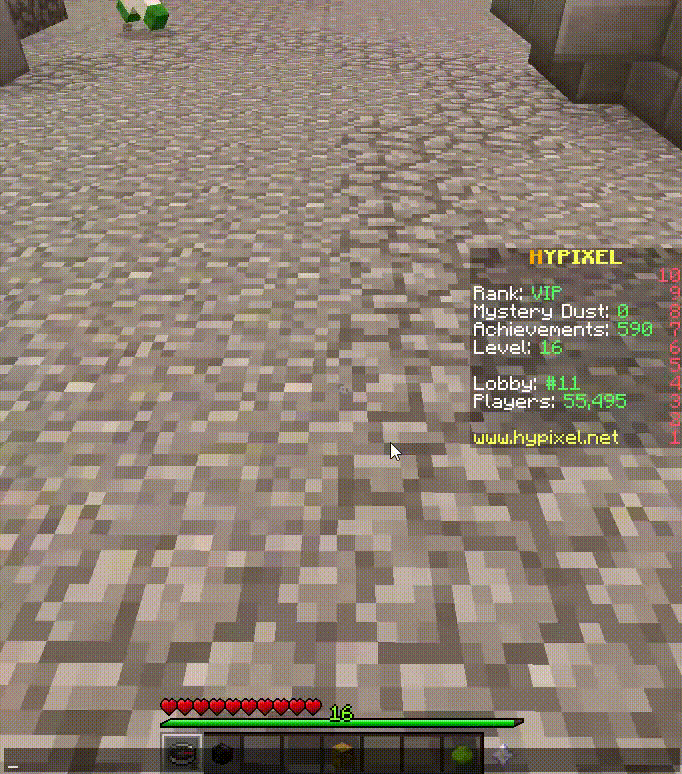 HYPIXEL
10
9
Rank: VIP
8
Mystery Dust: 0
7
Achievements: 590
6
Level: 16
5
4
Lobby: #11
3
Players: 55,495
2
www.hypixel.net
1
16